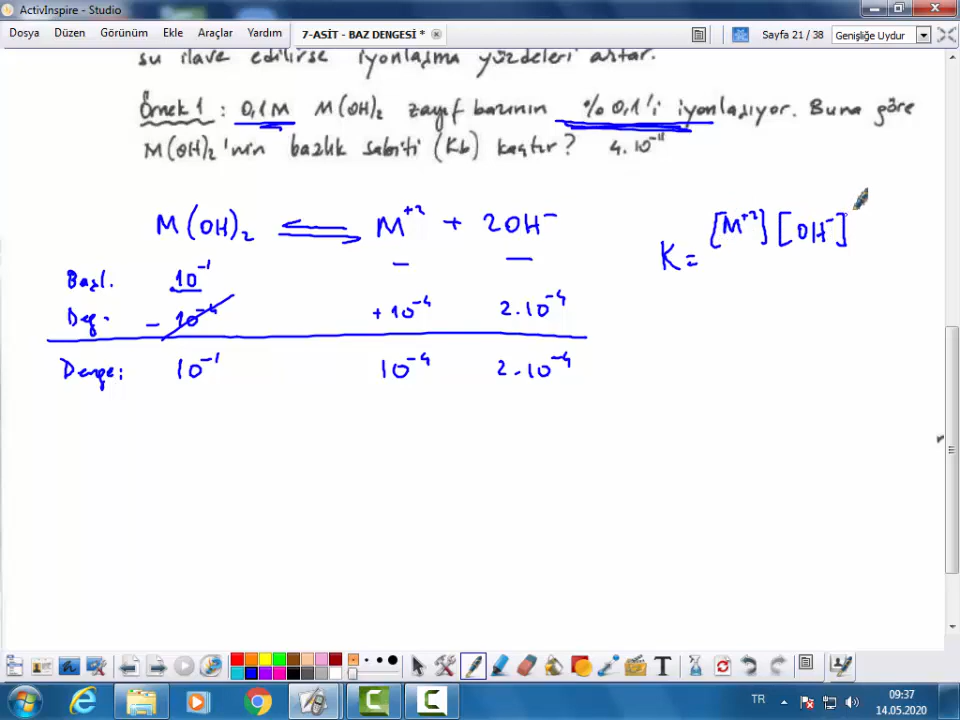 ActivInspire - Studio
Dosya Düzen Görünüm Ekle Araçlar Yardım 7-ASİT - BAZ DENGESİ * Sayfa 21 / 38 Genişliğe Uydur
su ilave edilirse iyonlaşma yüzdeleri artar.
Örnek 1 : 0,1M M(OH)₂ zayıf bazının %0,1'i iyonlaşıyor. Buna göre
M(OH)₂'nin bazlık sabiti (Kb) kaçtır? 4.10⁻¹¹
M(OH)₂ ⇌ M⁺² + 2OH⁻
K = [M⁺²] [OH⁻]
Başl. 10⁻¹ — —
Değ. - 10⁻⁴ +10⁻⁴ 2.10⁻⁴
Denge: 10⁻¹ 10⁻⁴ 2.10⁻⁴
TR 09:37
14.05.2020